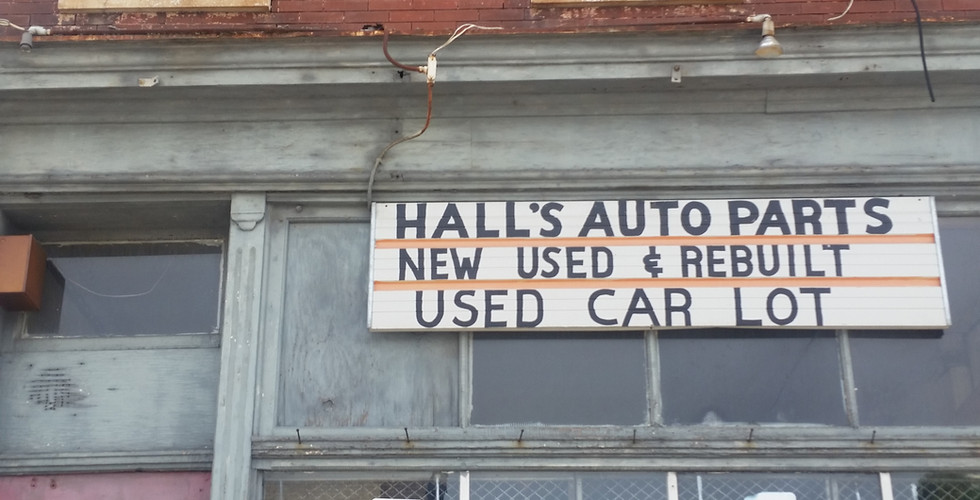 HALL'S AUTO PARTS
NEW USED & REBUILT
USED CAR LOT